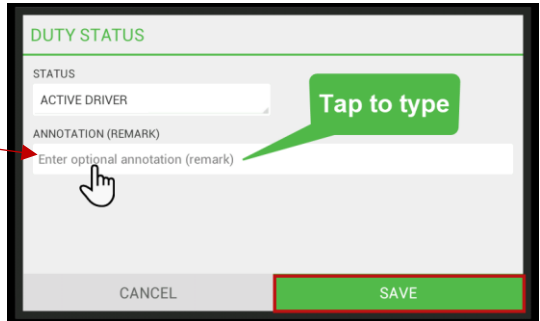 DUTY STATUS
STATUS
ACTIVE DRIVER
Tap to type
ANNOTATION (REMARK)
Enter optional annotation (remark)
CANCEL
SAVE